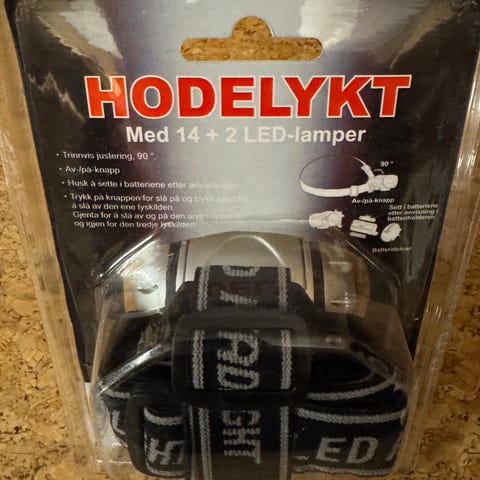 HODELYKT
Med 14 + 2 LED-lamper
- Trinnvis justering, 90 °.
- Av-/på-knapp
- Husk å sette i batteriene etter anvisningen.
- Trykk på knappen for slå på og trykk igjen for
å slå av den ene lyskilden.
Gjenta for å slå av og på den andre lyskilden
og igjen for den tredje lyskilden.
90 °
Av-/på-knapp
Sett i batteriene
etter anvisning i
batteriholderen.
Batterideksel
HEADLIGHT
LED